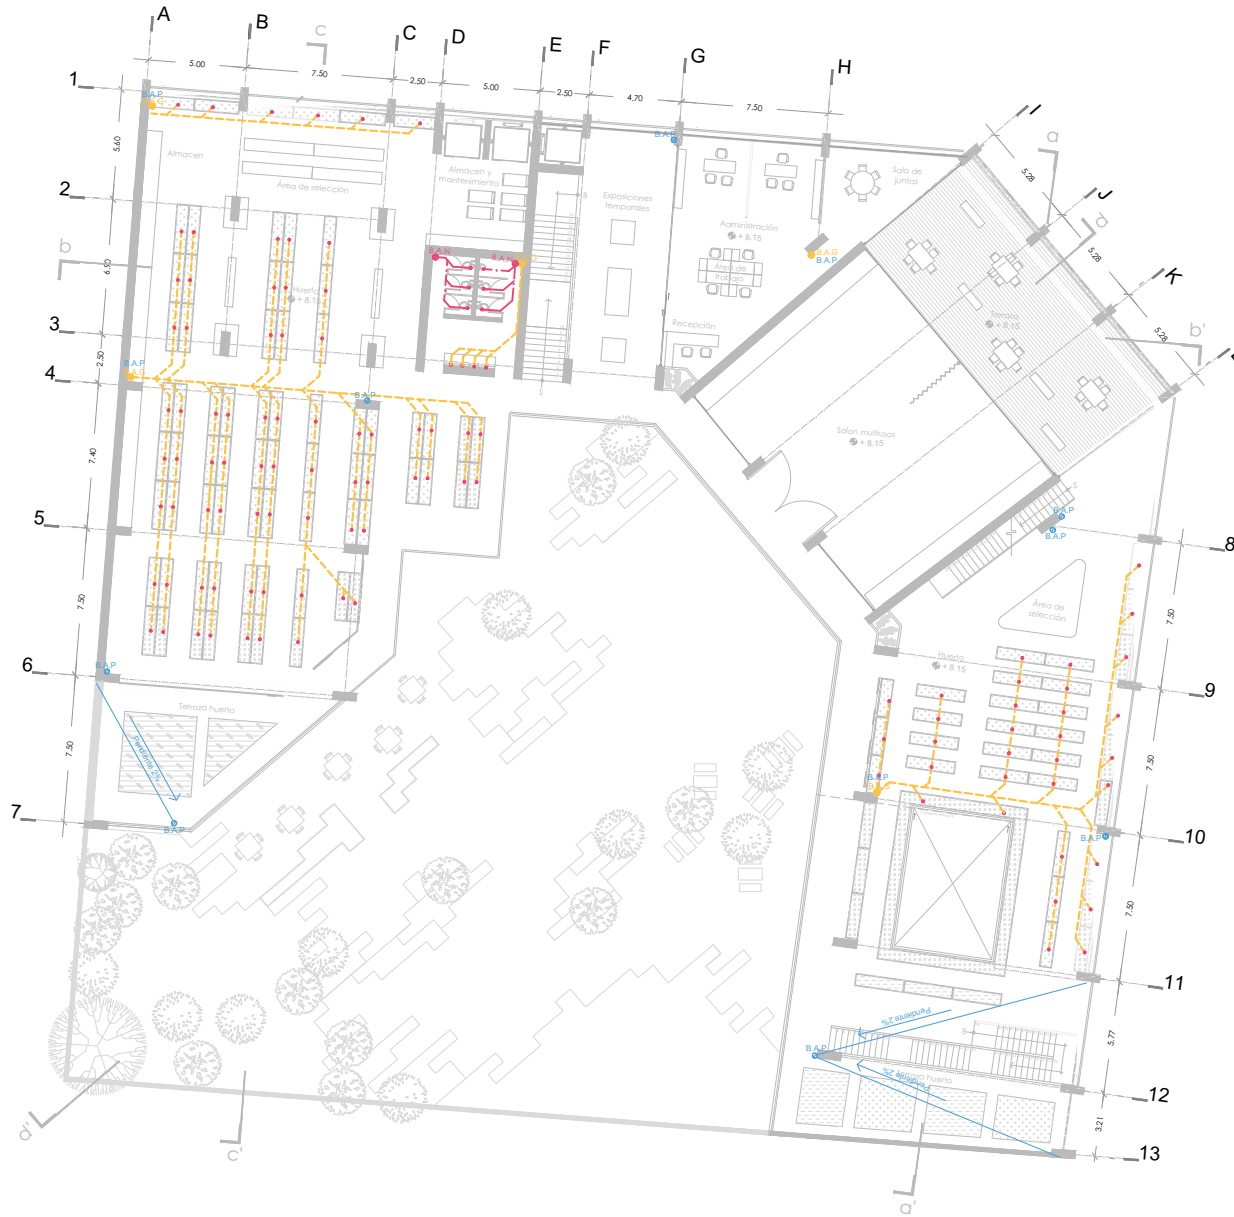 A
B
C
D
E
F
G
H
I
J
K
c
a
d
5.00
7.50
2.50
5.00
2.50
4.70
7.50
5.28
5.28
5.28
1
2
3
4
5
6
7
5.60
6.90
2.50
7.40
7.50
7.50
b
b'
B.A.P
Almacen
Área de selección
Almacen y
mantenimiento
B
Exposiciones
temporales
B.A.P
Administración
+ 8.15
Área de
trabajo
Recepción
Sala de
juntas
B.A.G
B.A.P
Terraza
+ 8.15
Huerto
+ 8.15
B.A.N
B.A.N
B.A.P
B.A.P
S
Salon multiusos
+ 8.15
S
B.A.P
B.A.P
8
9
10
11
12
13
7.50
7.50
7.50
5.77
3.21
Área de
selección
Huerto
+ 8.15
B.A.P
B.A.P
B.A.P
Terraza huerto
Pendiente 2%
B.A.P
Pendiente 2%
B
B.A.P
Pendiente 2%
Terraza huerto
d'
c'
a'